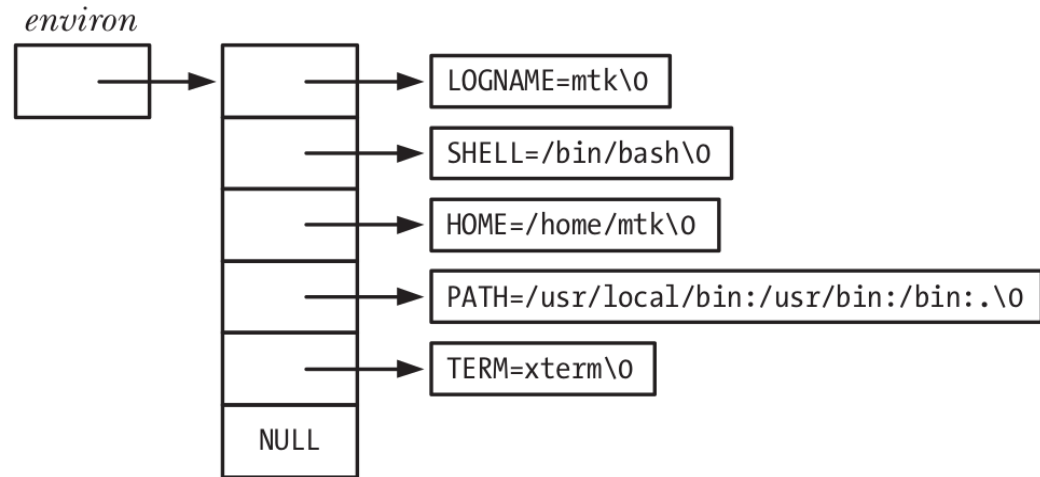 environ
LOGNAME=mtk\0
SHELL=/bin/bash\0
HOME=/home/mtk\0
PATH=/usr/local/bin:/usr/bin:/bin:.\0
TERM=xterm\0
NULL